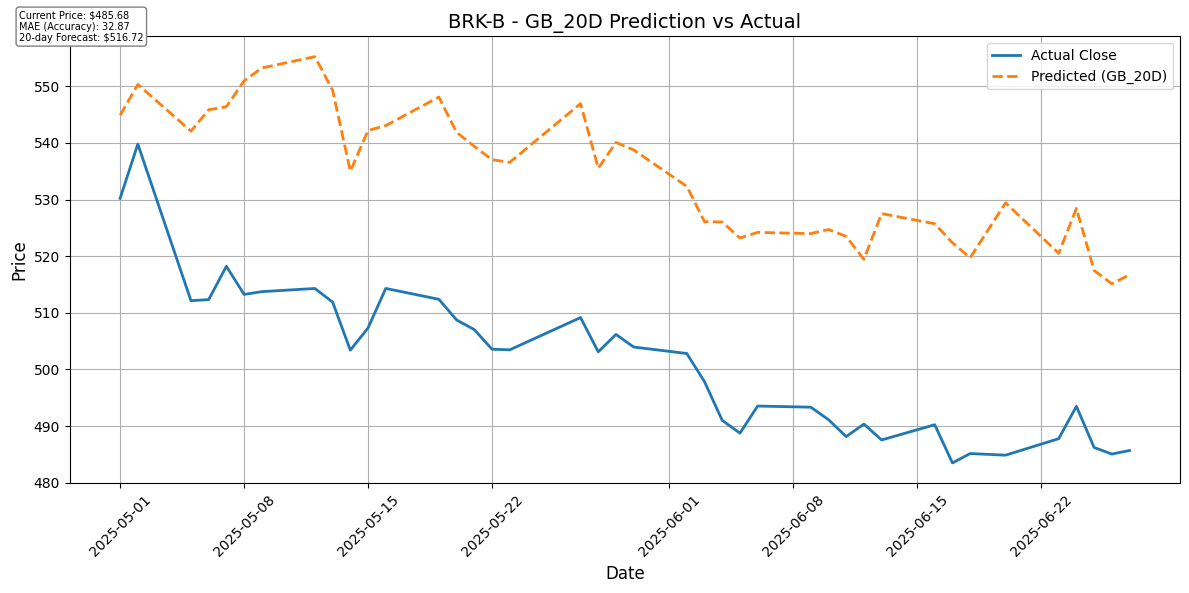 Current Price: $485.68
MAE (Accuracy): 32.87
20-day Forecast: $516.72
BRK-B - GB_20D Prediction vs Actual
Actual Close
Predicted (GB_20D)
Price
550
540
530
520
510
500
490
480
2025-05-01
2025-05-08
2025-05-15
2025-05-22
2025-06-01
2025-06-08
2025-06-15
2025-06-22
Date